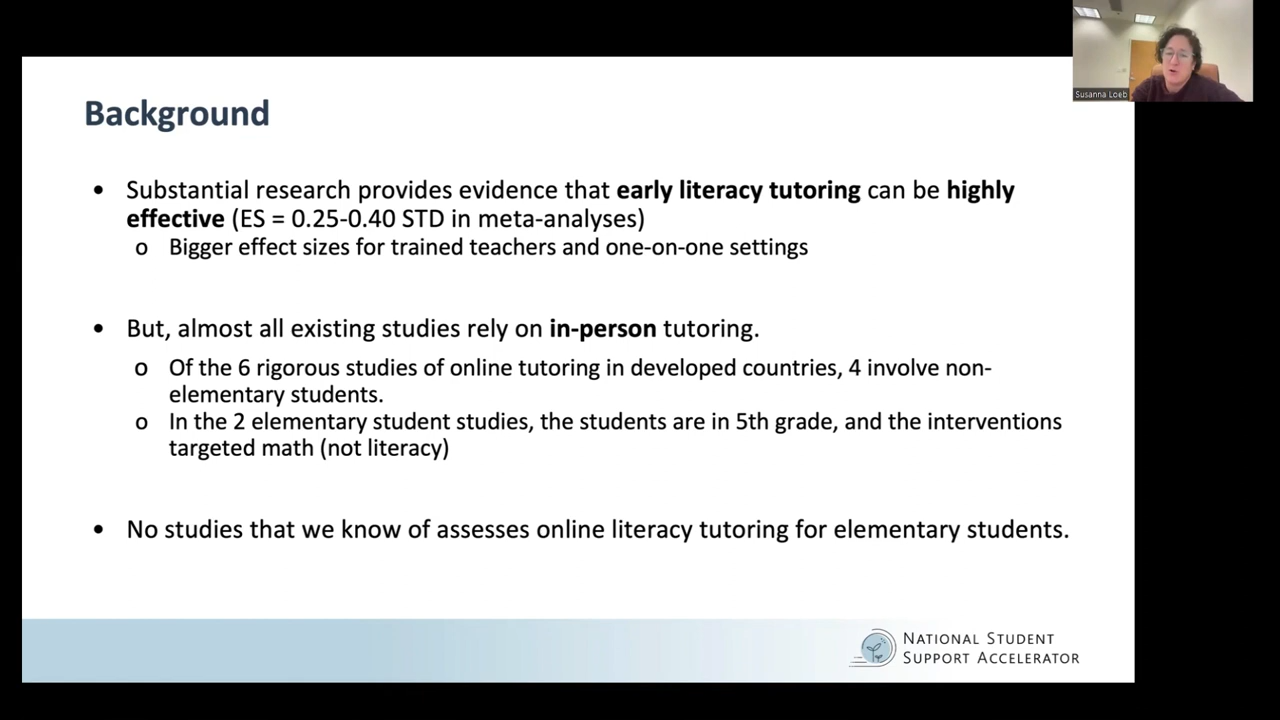 Susanna Loeb
Background
• Substantial research provides evidence that early literacy tutoring can be highly
effective (ES = 0.25-0.40 STD in meta-analyses)
o Bigger effect sizes for trained teachers and one-on-one settings
• But, almost all existing studies rely on in-person tutoring.
o Of the 6 rigorous studies of online tutoring in developed countries, 4 involve non-
elementary students.
o In the 2 elementary student studies, the students are in 5th grade, and the interventions
targeted math (not literacy)
• No studies that we know of assesses online literacy tutoring for elementary students.
NATIONAL STUDENT
SUPPORT ACCELERATOR